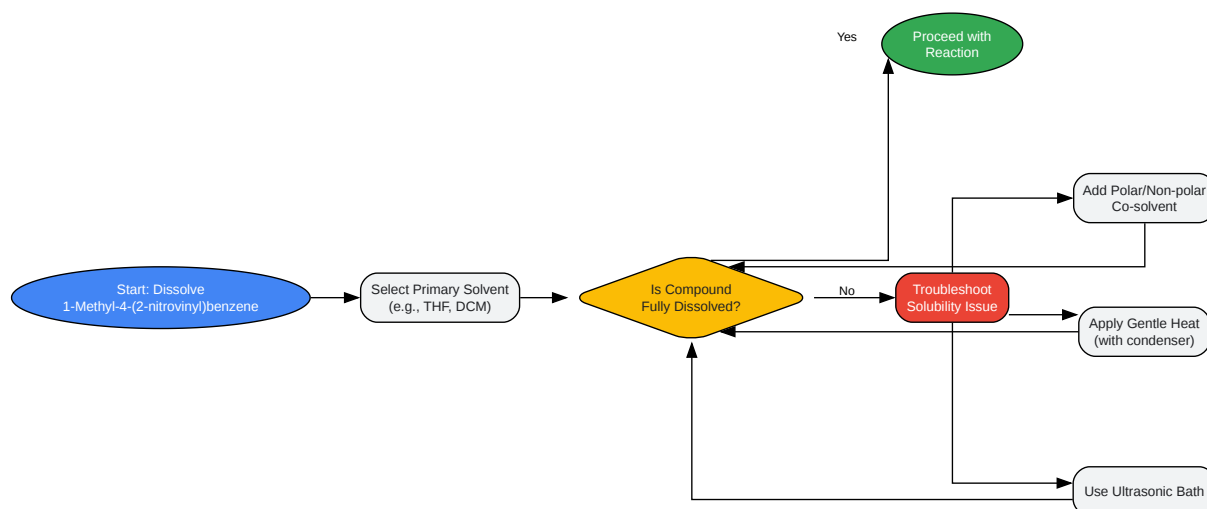 Start: Dissolve
1-Methyl-4-(2-nitrovinyl)benzene
Select Primary Solvent
(e.g., THF, DCM)
Is Compound
Fully Dissolved?
Yes
Proceed with
Reaction
No
Troubleshoot
Solubility Issue
Add Polar/Non-polar
Co-solvent
Apply Gentle Heat
(with condenser)
Use Ultrasonic Bath